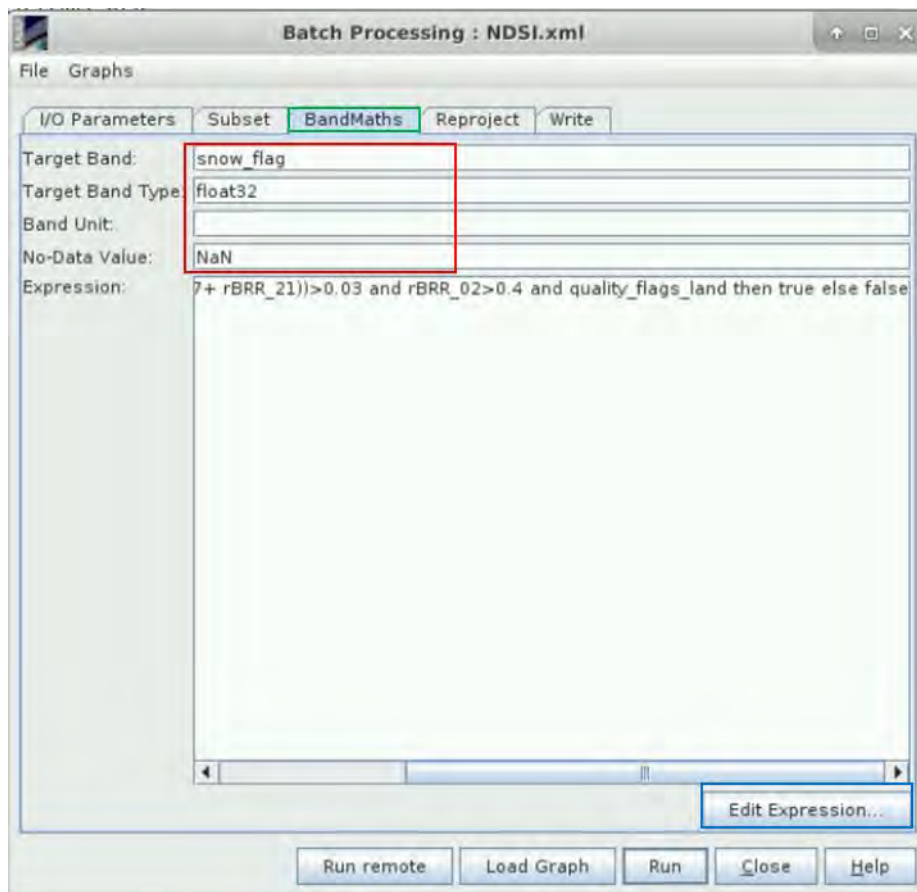 Batch Processing : NDSI.xml
File Graphs
I/O Parameters Subset BandMaths Reproject Write
Target Band: snow_flag
Target Band Type: float32
Band Unit:
No-Data Value: NaN
Expression: 7+ rBRR_21))>0.03 and rBRR_02>0.4 and quality_flags_land then true else false
Edit Expression...
Run remote Load Graph Run Close Help